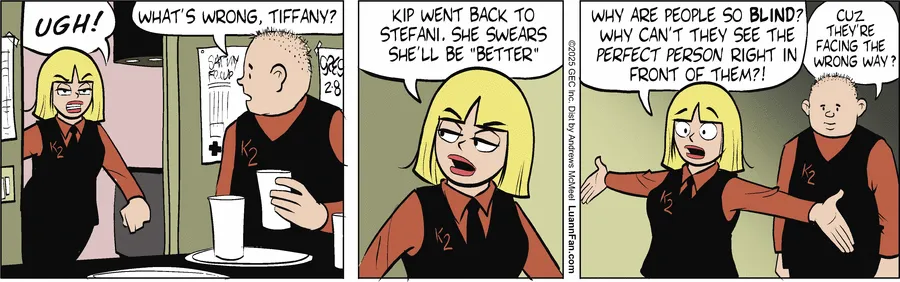 UGH!
WHAT'S WRONG, TIFFANY?
GREG
2-8
K2
K2
KIP WENT BACK TO
STEFANI. SHE SWEARS
SHE'LL BE "BETTER"
K2
©2025 GEC Inc. Dist by Andrews McMeel LuannFan.com
WHY ARE PEOPLE SO BLIND?
WHY CAN'T THEY SEE THE
PERFECT PERSON RIGHT IN
FRONT OF THEM?!
CUZ
THEY'RE
FACING THE
WRONG WAY?
K2
K2